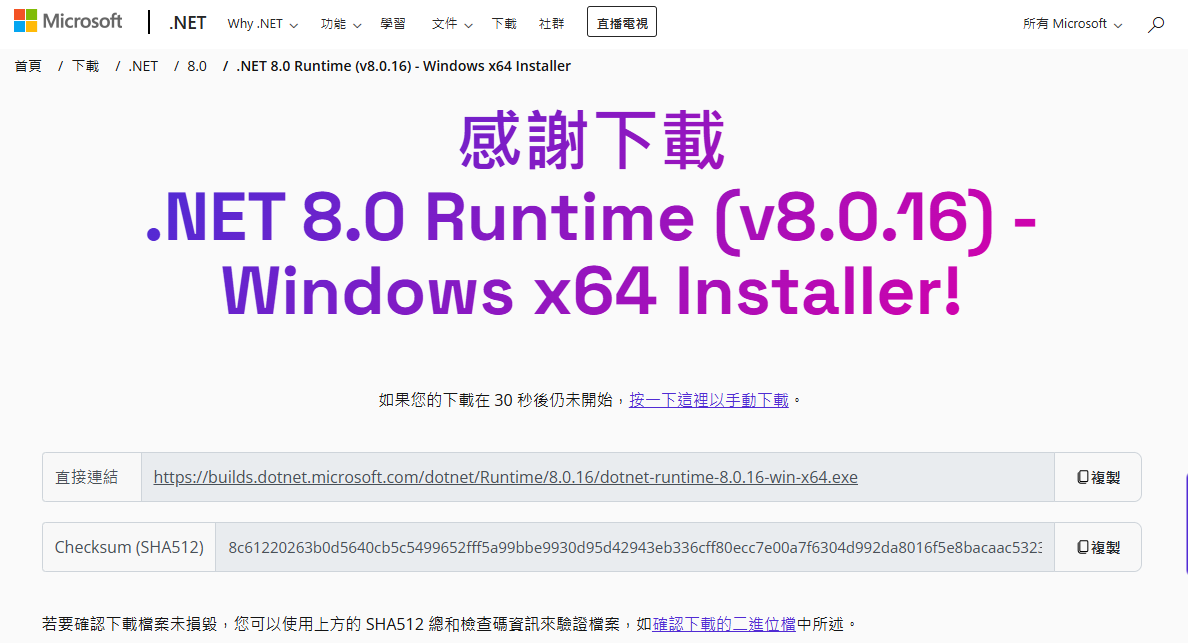 Microsoft .NET Why .NET 功能 學習 文件 下載 社群 直播電視 所有 Microsoft
首頁 / 下載 / .NET / 8.0 / .NET 8.0 Runtime (v8.0.16) - Windows x64 Installer
感謝下載
.NET 8.0 Runtime (v8.0.16) -
Windows x64 Installer!
如果您的下載在 30 秒後仍未開始，按一下這裡以手動下載。
直接連結 https://builds.dotnet.microsoft.com/dotnet/Runtime/8.0.16/dotnet-runtime-8.0.16-win-x64.exe 複製
Checksum (SHA512) 8c61220263b0d5640cb5c5499652fff5a99bbe9930d95d42943eb336cff80ecc7e00a7f6304d992da8016f5e8bacaac5323 複製
若要確認下載檔案未損毀，您可以使用上方的 SHA512 總和檢查碼資訊來驗證檔案，如確認下載的二進位檔中所述。